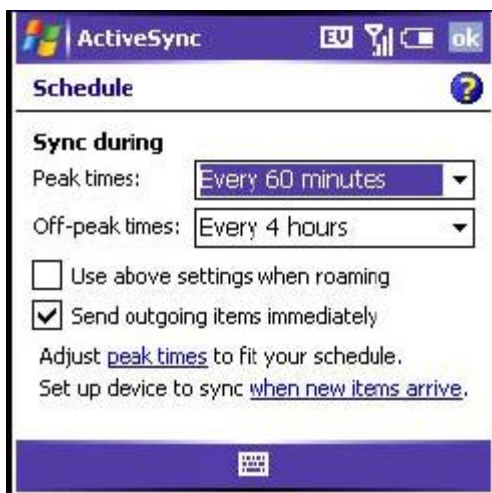 ActiveSync EV ok
Schedule ?
Sync during
Peak times: Every 60 minutes
Off-peak times: Every 4 hours
Use above settings when roaming
Send outgoing items immediately
Adjust peak times to fit your schedule.
Set up device to sync when new items arrive.